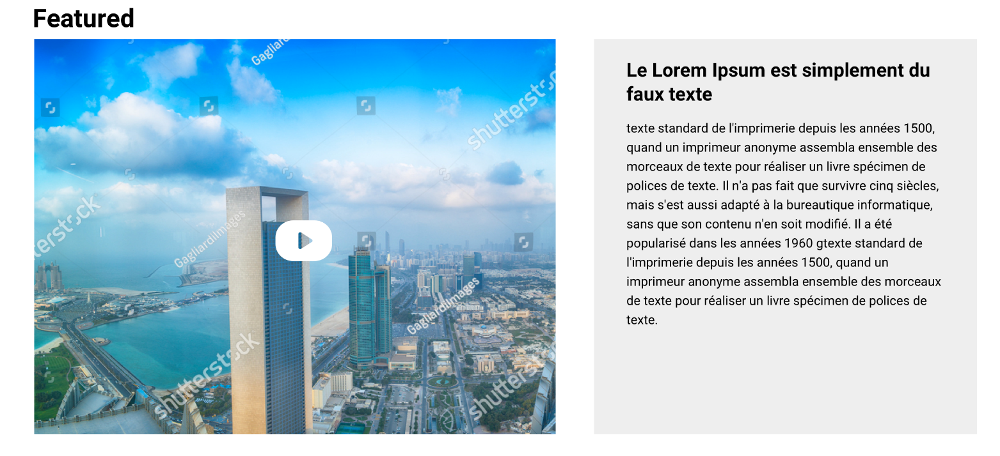 Featured
Gagliardi
shutterstock
shutterstock
GagliardiImages
GagliardiImages
shutterstock
shutterst
Le Lorem Ipsum est simplement du
faux texte
texte standard de l'imprimerie depuis les années 1500,
quand un imprimeur anonyme assembla ensemble des
morceaux de texte pour réaliser un livre spécimen de
polices de texte. Il n'a pas fait que survivre cinq siècles,
mais s'est aussi adapté à la bureautique informatique,
sans que son contenu n'en soit modifié. Il a été
popularisé dans les années 1960 gtexte standard de
l'imprimerie depuis les années 1500, quand un
imprimeur anonyme assembla ensemble des morceaux
de texte pour réaliser un livre spécimen de polices de
texte.